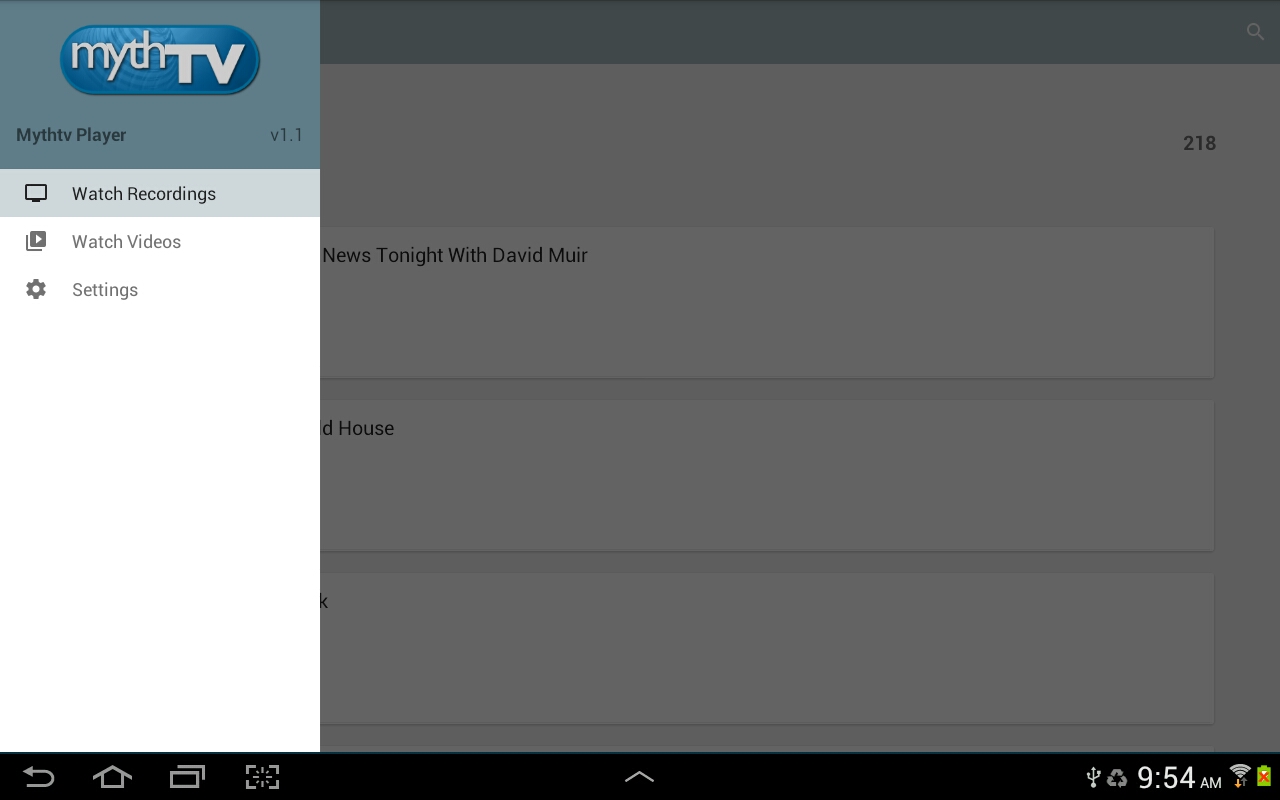 mythTV
Mythtv Player v1.1
Watch Recordings
Watch Videos
Settings
218
News Tonight With David Muir
d House
k
9:54 AM